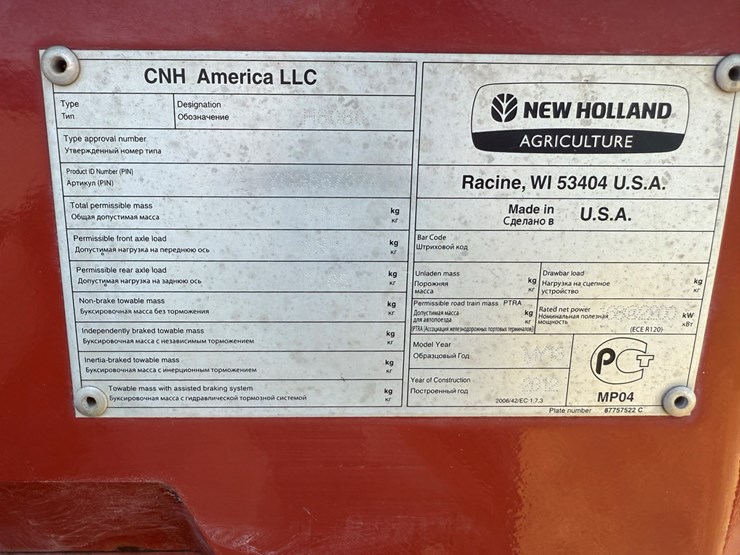 CNH America LLC
Type
Тип
Designation
Обозначение
Type approval number
Утвержденный номер типа
Product ID Number (PIN)
Артикул (PIN)
Total permissible mass
Общая допустимая масса
kg
кг
Permissible front axle load
Допустимая нагрузка на переднюю ось
kg
кг
Permissible rear axle load
Допустимая нагрузка на заднюю ось
kg
кг
Non-brake towable mass
Буксировочная масса без торможения
kg
кг
Independently braked towable mass
Буксировочная масса с независимым торможением
kg
кг
Inertia-braked towable mass
Буксировочная масса с инерционным торможением
kg
кг
Towable mass with assisted braking system
Буксировочная масса с гидравлической тормозной системой
kg
кг
NEW HOLLAND
AGRICULTURE
Racine, WI 53404 U.S.A.
Made in
Сделано в
U.S.A.
Bar Code
Штриховой код
Unladen mass
Порожняя
масса
kg
кг
Drawbar load
Нагрузка на сцепное
устройство
kg
кг
Permissible road train mass PTRA
Допустимая масса
для автопоезда
kg
кг
PTRA (Ассоциация железнодорожных портовых терминалов)
Rated net power
Номинальная полезная
мощность
kW
кВт
(ECE R120)
Model Year
Образцовый Год
Year of Construction
Построенный год
2012
2006/42/EC 1.7.3
РСТ
MP04
Plate number 87757522 C